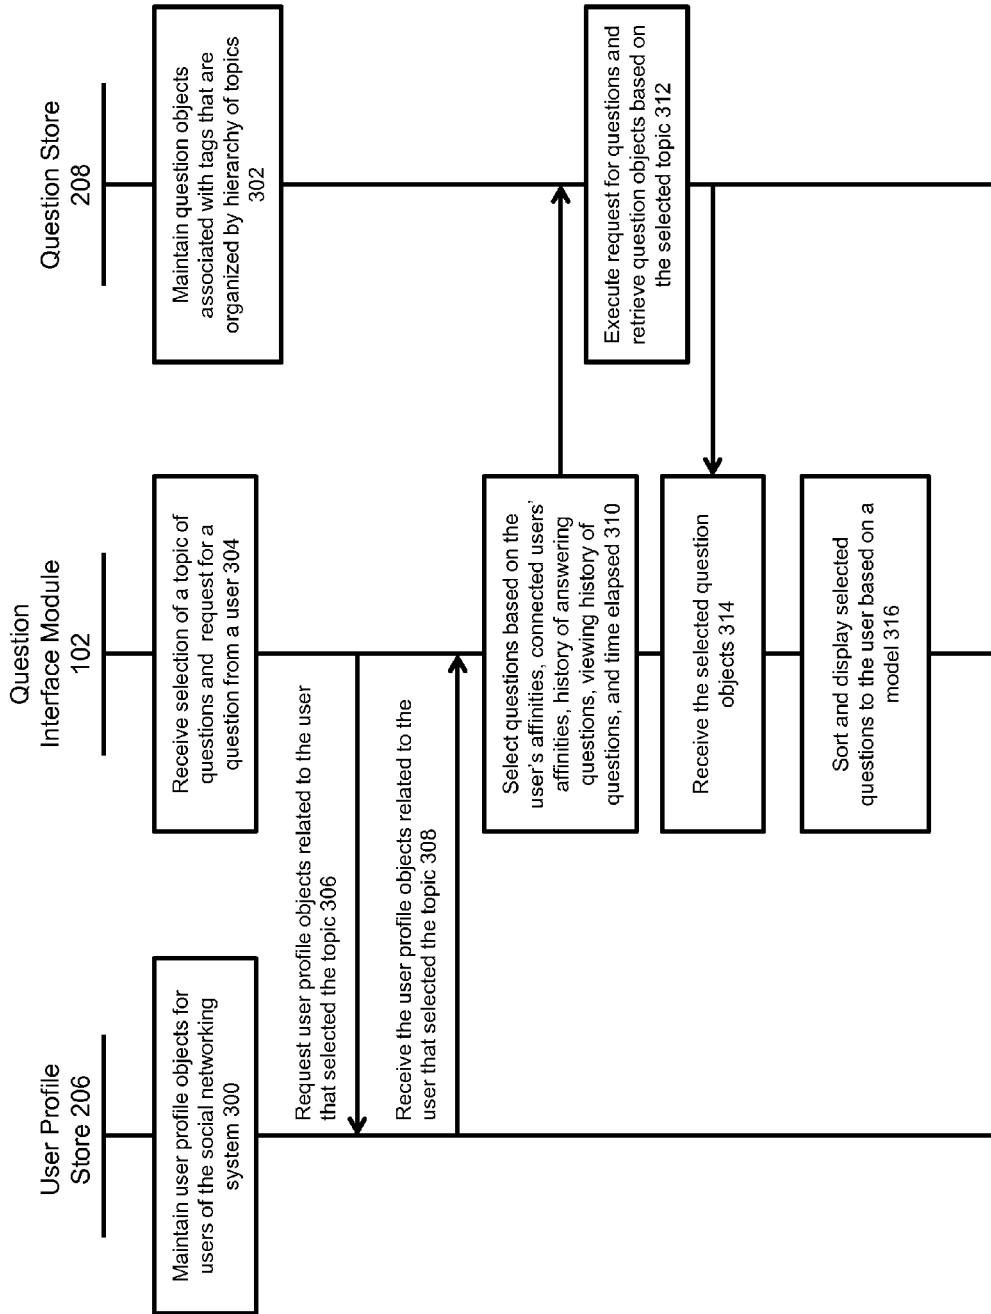 User Profile
Store 206
Question
Interface Module
102
Question Store
208
Maintain user profile objects for
users of the social networking
system 300
Receive selection of a topic of
questions and request for a
question from a user 304
Maintain question objects
associated with tags that are
organized by hierarchy of topics
302
Request user profile objects related to the user
that selected the topic 306
Receive the user profile objects related to the
user that selected the topic 308
Select questions based on the
user's affinities, connected users'
affinities, history of answering
questions, viewing history of
questions, and time elapsed 310
Execute request for questions and
retrieve question objects based on
the selected topic 312
Receive the selected question
objects 314
Sort and display selected
questions to the user based on a
model 316